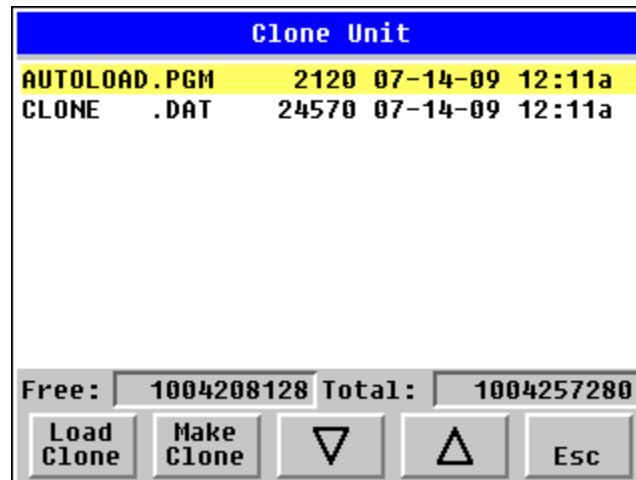 Clone Unit
AUTOLOAD.PGM 2120 07-14-09 12:11a
CLONE .DAT 24570 07-14-09 12:11a
Free: 1004208128 Total: 1004257280
Load Clone Make Clone Esc